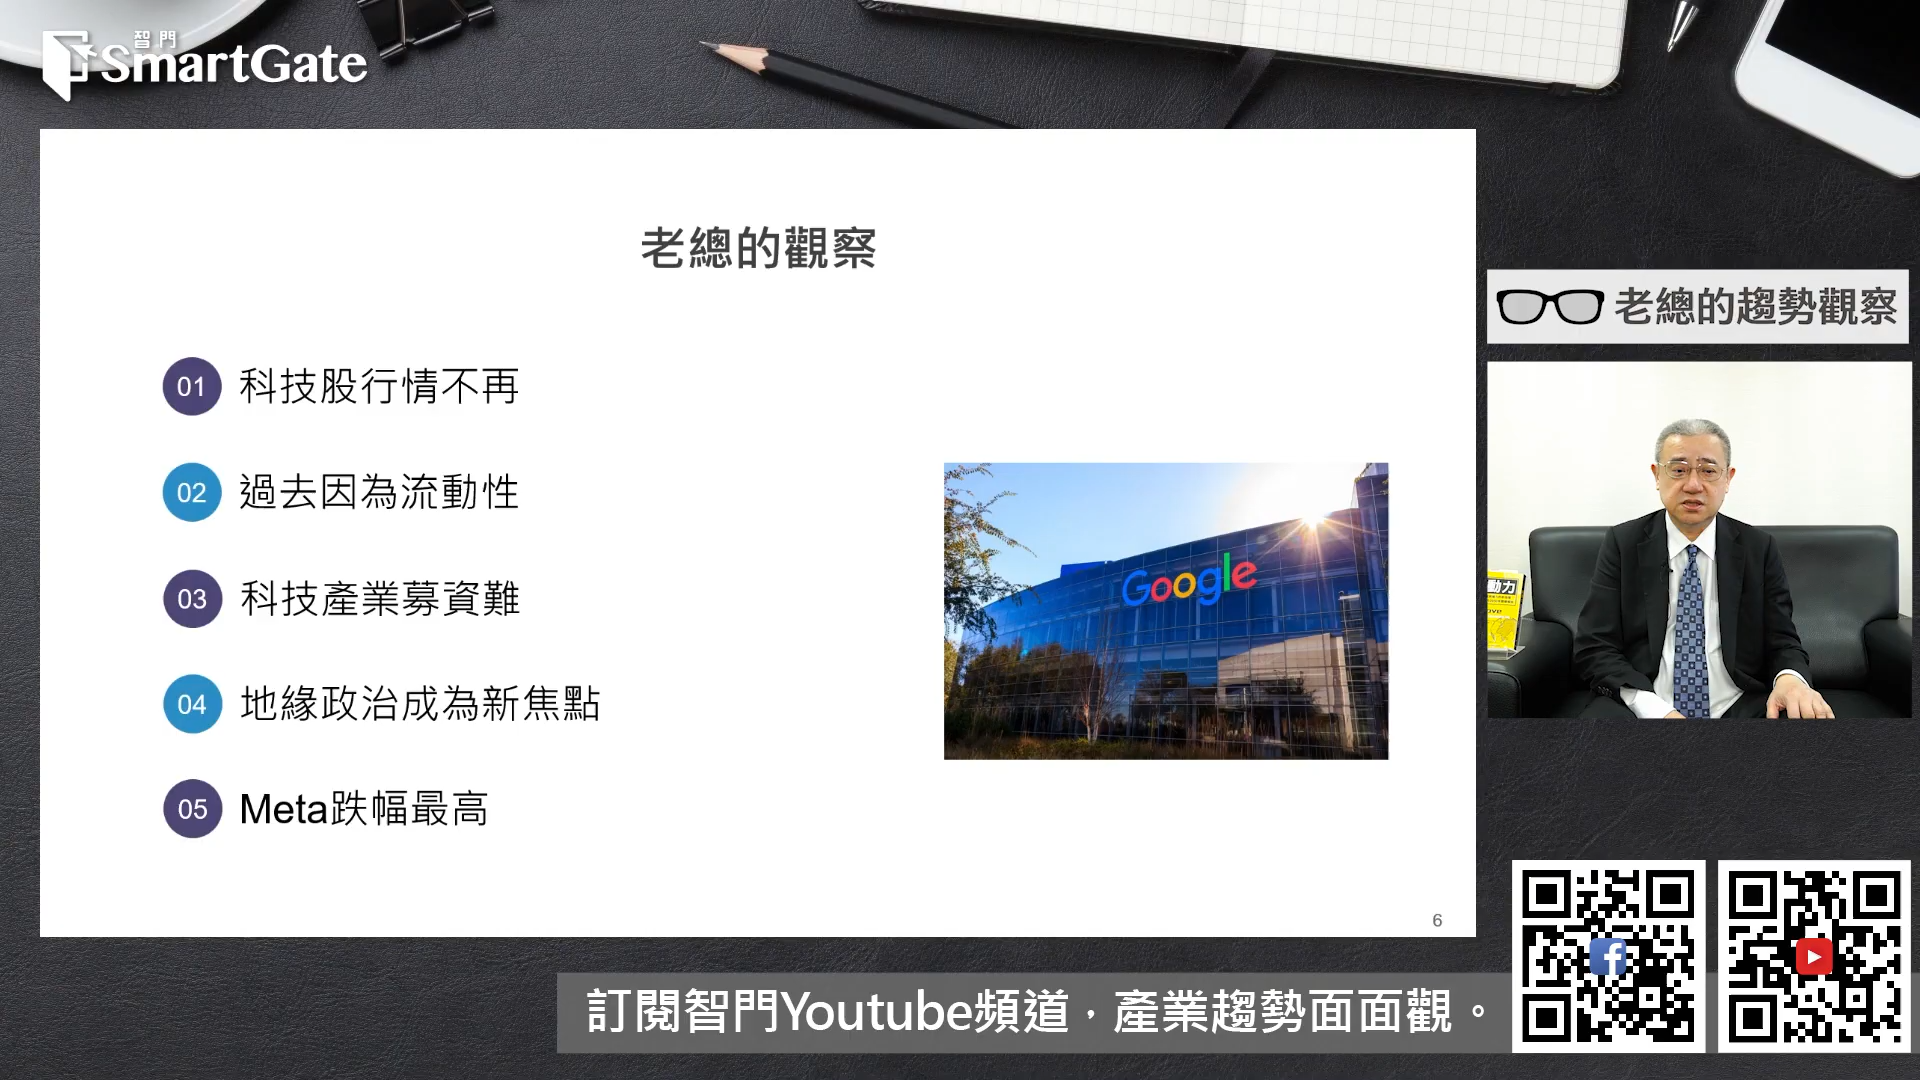 智門
SmartGate
老總的觀察
01 科技股行情不再
02 過去因為流動性
03 科技產業募資難
04 地緣政治成為新焦點
05 Meta跌幅最高
Google
6
老總的趨勢觀察
動力
訂閱智門Youtube頻道，產業趨勢面面觀。